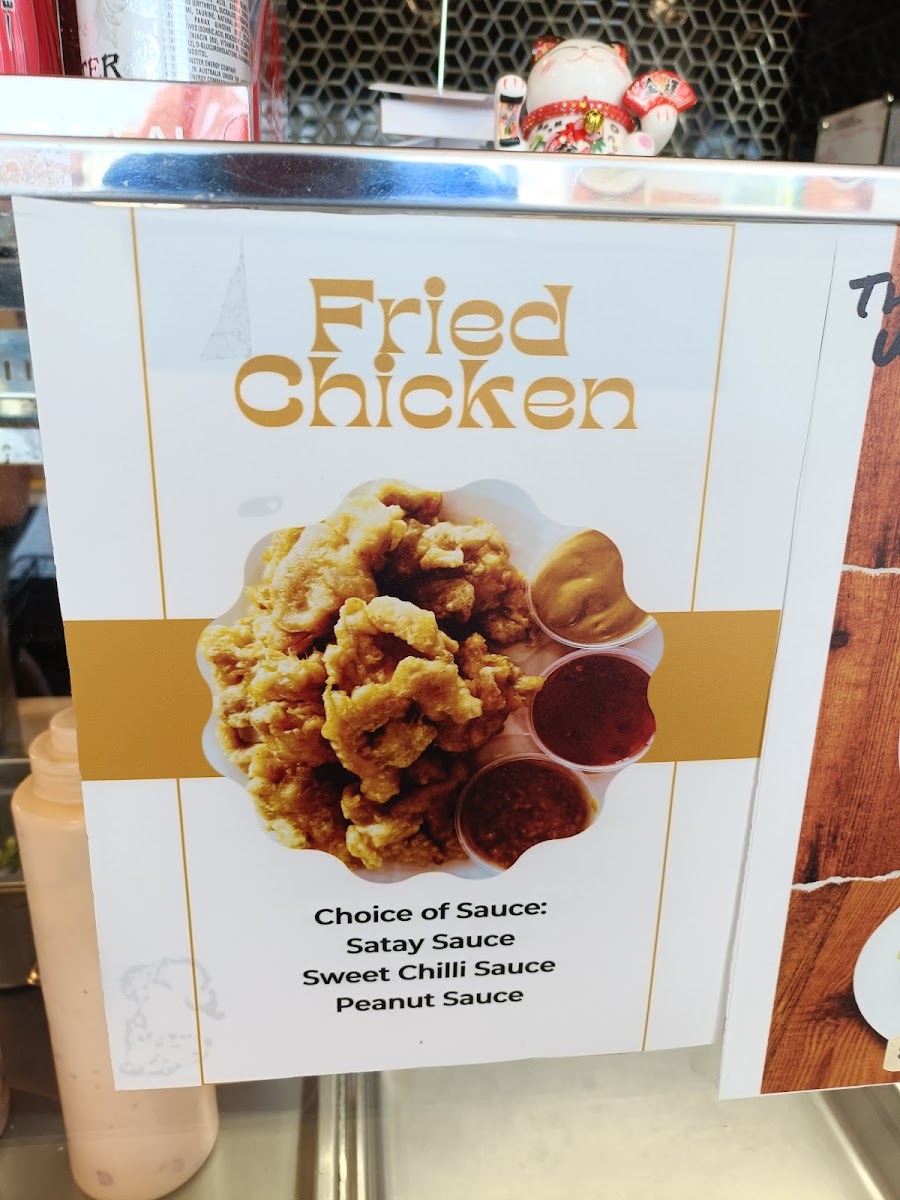 Fried
Chicken
Choice of Sauce:
Satay Sauce
Sweet Chilli Sauce
Peanut Sauce